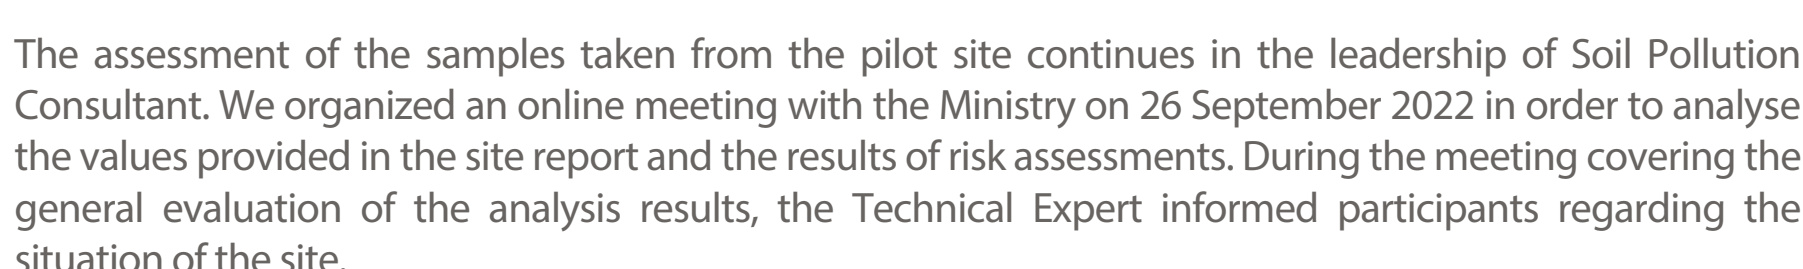 The assessment of the samples taken from the pilot site continues in the leadership of Soil Pollution
Consultant. We organized an online meeting with the Ministry on 26 September 2022 in order to analyse
the values provided in the site report and the results of risk assessments. During the meeting covering the
general evaluation of the analysis results, the Technical Expert informed participants regarding the
situation of the site.